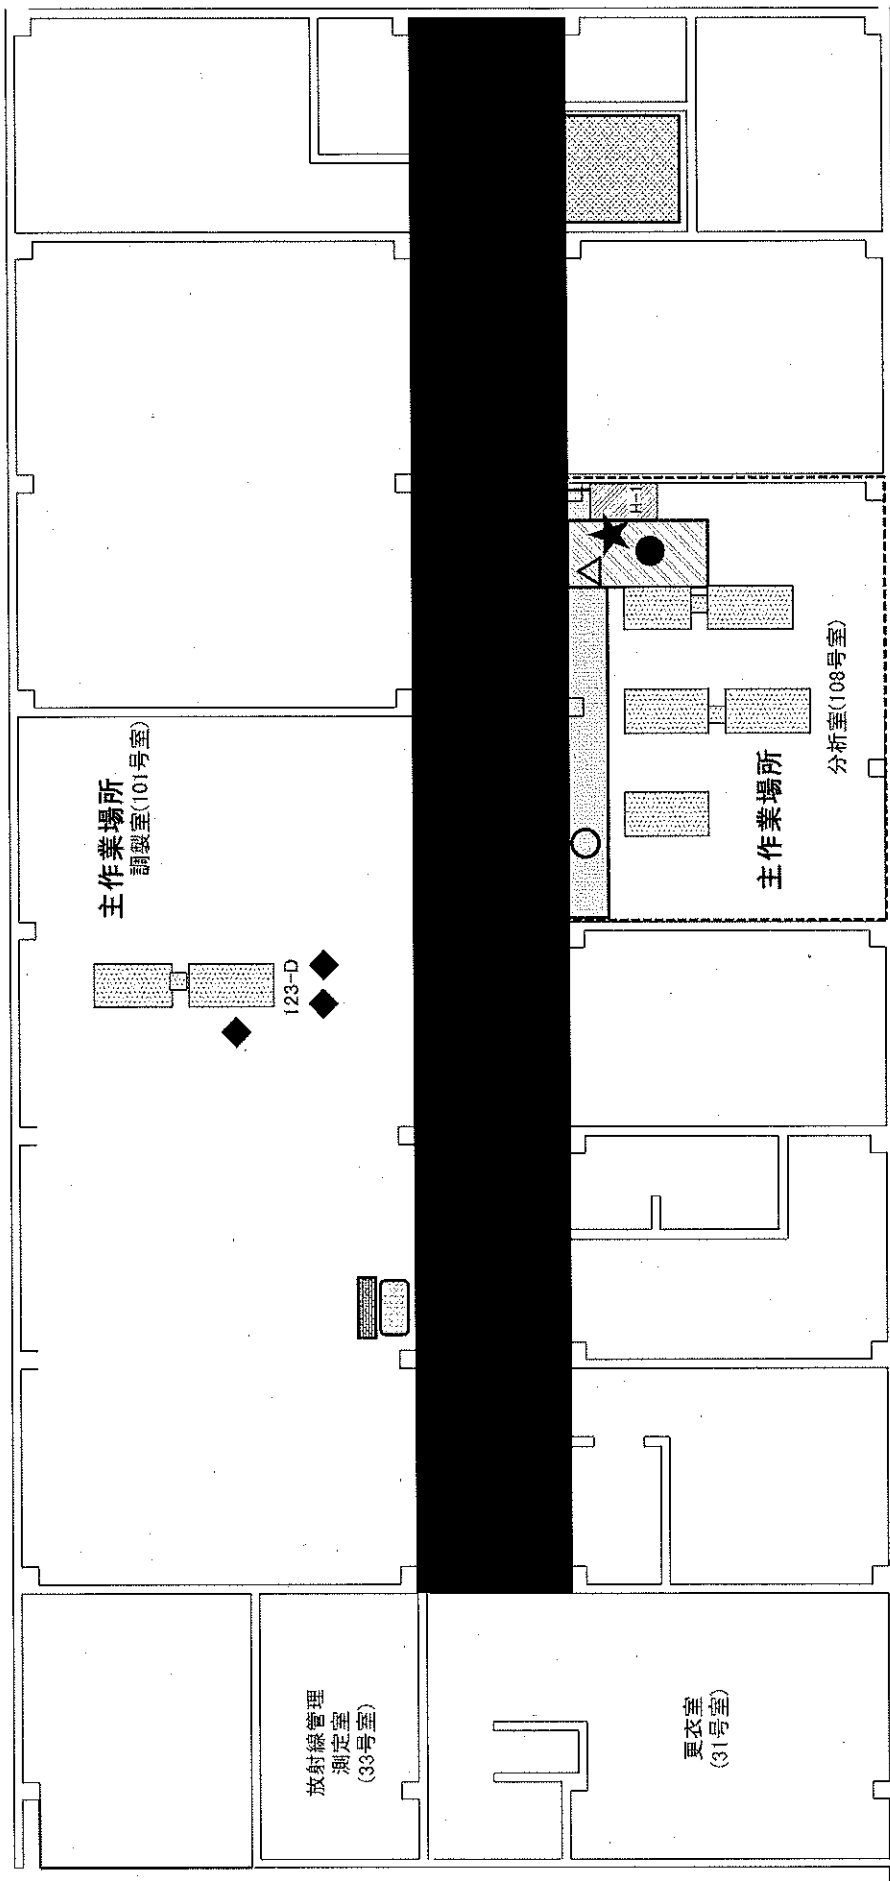 主作業場所
調製室(101号室)
123-D
H-1
主作業場所
分析室(108号室)
放射線管理
測定室
(33号室)
更衣室
(31号室)